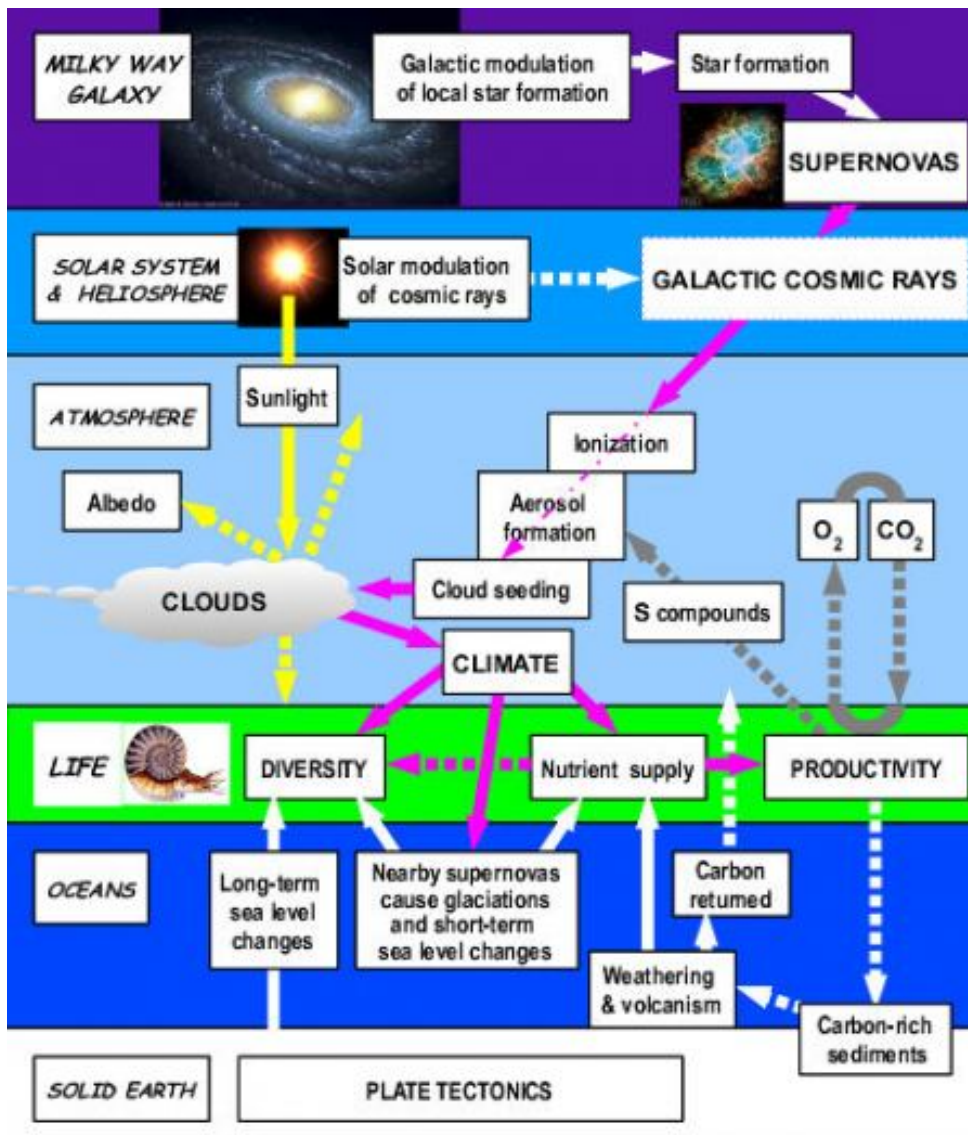 MILKY WAY
GALAXY
Galactic modulation
of local star formation
Star formation
SUPERNOVAS
SOLAR SYSTEM
& HELIOSPHERE
Solar modulation
of cosmic rays
GALACTIC COSMIC RAYS
ATMOSPHERE
Sunlight
Ionization
Albedo
Aerosol
formation
O2
CO2
CLOUDS
Cloud seeding
S compounds
CLIMATE
LIFE
DIVERSITY
Nutrient supply
PRODUCTIVITY
OCEANS
Long-term
sea level
changes
Nearby supernovas
cause glaciations
and short-term
sea level changes
Carbon
returned
Weathering
& volcanism
Carbon-rich
sediments
SOLID EARTH
PLATE TECTONICS